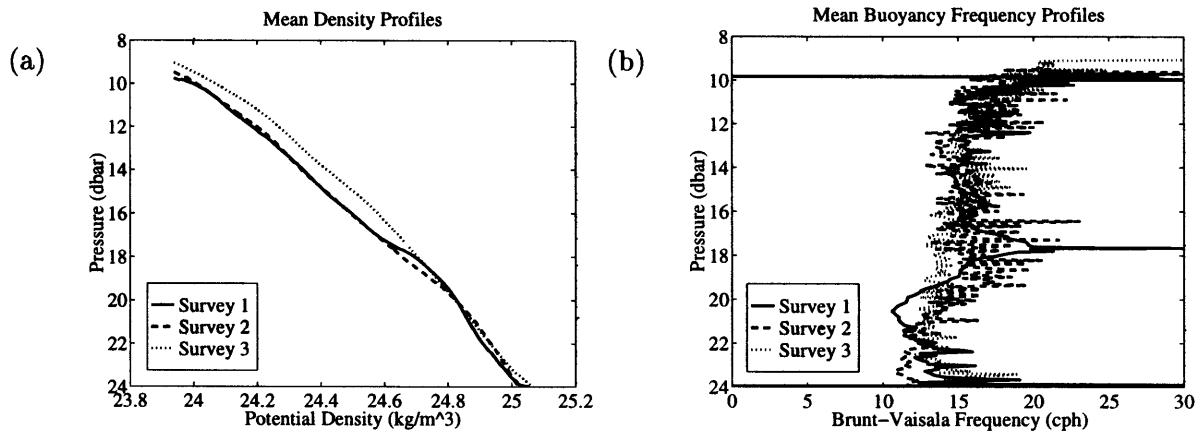 Mean Density Profiles
(a)
8
10
12
14
16
18
20
22
24
Pressure (dbar)
Survey 1
Survey 2
Survey 3
23.8
24
24.2
24.4
24.6
24.8
25
25.2
Potential Density (kg/m^3)
Mean Buoyancy Frequency Profiles
(b)
8
10
12
14
16
18
20
22
24
Pressure (dbar)
Survey 1
Survey 2
Survey 3
0
5
10
15
20
25
30
Brunt-Vaisala Frequency (cph)